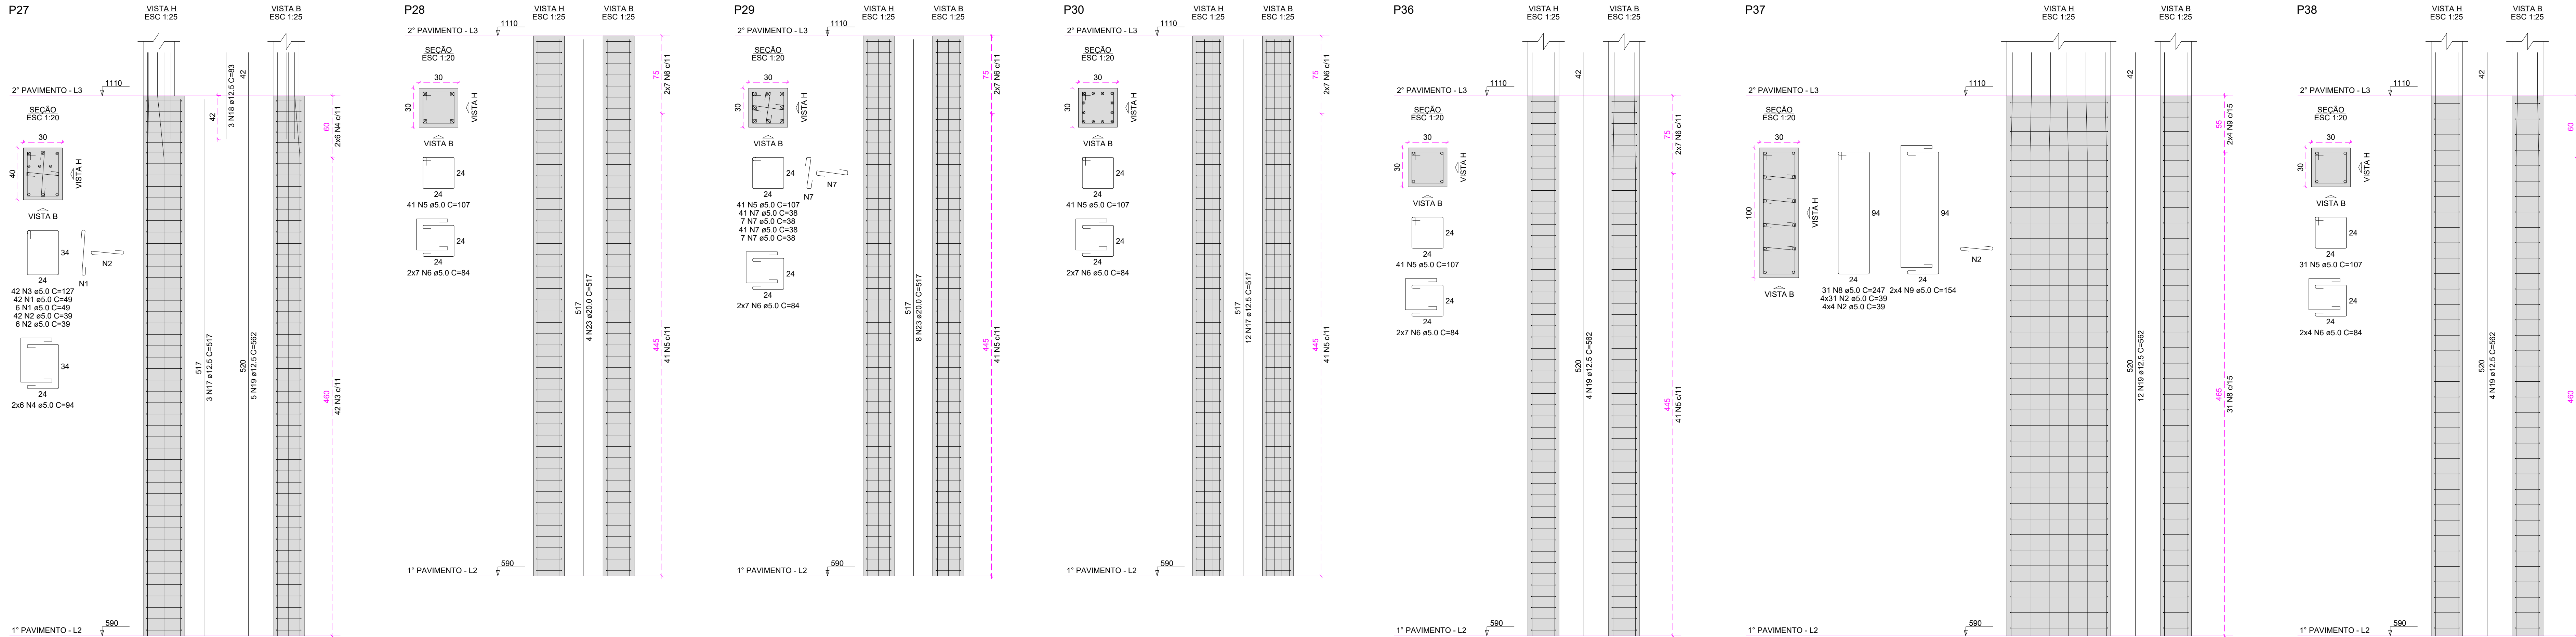 P27
VISTA H
ESC 1:25
VISTA B
ESC 1:25
2° PAVIMENTO - L3
1110
SEÇÃO
ESC 1:20
30
40
VISTA H
VISTA B
34
24
N1
N2
42 N3 ø5.0 C=127
42 N1 ø5.0 C=49
6 N1 ø5.0 C=49
42 N2 ø5.0 C=39
6 N2 ø5.0 C=39
34
24
2x6 N4 ø5.0 C=94
42
3 N18 ø12.5 C=83
42
517
3 N17 ø12.5 C=517
520
5 N19 ø12.5 C=562
60
2x6 N4 c/11
460
42 N3 c/11
1° PAVIMENTO - L2
590
P28
VISTA H
ESC 1:25
VISTA B
ESC 1:25
2° PAVIMENTO - L3
1110
SEÇÃO
ESC 1:20
30
30
VISTA H
VISTA B
24
24
41 N5 ø5.0 C=107
24
24
2x7 N6 ø5.0 C=84
517
4 N23 ø20.0 C=517
75
2x7 N6 c/11
445
41 N5 c/11
1° PAVIMENTO - L2
590
P29
VISTA H
ESC 1:25
VISTA B
ESC 1:25
2° PAVIMENTO - L3
1110
SEÇÃO
ESC 1:20
30
30
VISTA H
VISTA B
24
24
N7
N7
41 N5 ø5.0 C=107
41 N7 ø5.0 C=38
7 N7 ø5.0 C=38
41 N7 ø5.0 C=38
7 N7 ø5.0 C=38
24
24
2x7 N6 ø5.0 C=84
517
8 N23 ø20.0 C=517
75
2x7 N6 c/11
445
41 N5 c/11
1° PAVIMENTO - L2
590
P30
VISTA H
ESC 1:25
VISTA B
ESC 1:25
2° PAVIMENTO - L3
1110
SEÇÃO
ESC 1:20
30
30
VISTA H
VISTA B
24
24
41 N5 ø5.0 C=107
24
24
2x7 N6 ø5.0 C=84
517
12 N17 ø12.5 C=517
75
2x7 N6 c/11
445
41 N5 c/11
1° PAVIMENTO - L2
590
P36
VISTA H
ESC 1:25
VISTA B
ESC 1:25
2° PAVIMENTO - L3
1110
SEÇÃO
ESC 1:20
30
30
VISTA H
VISTA B
24
24
41 N5 ø5.0 C=107
24
24
2x7 N6 ø5.0 C=84
42
520
4 N19 ø12.5 C=562
75
2x7 N6 c/11
445
41 N5 c/11
1° PAVIMENTO - L2
590
P37
VISTA H
ESC 1:25
VISTA B
ESC 1:25
2° PAVIMENTO - L3
1110
1110
SEÇÃO
ESC 1:20
30
100
VISTA H
VISTA B
94
24
94
24
N2
31 N8 ø5.0 C=247
4x31 N2 ø5.0 C=39
4x4 N2 ø5.0 C=39
2x4 N9 ø5.0 C=154
42
520
12 N19 ø12.5 C=562
55
2x4 N9 c/15
465
31 N8 c/15
1° PAVIMENTO - L2
590
590
P38
VISTA H
ESC 1:25
VISTA B
ESC 1:25
2° PAVIMENTO - L3
1110
SEÇÃO
ESC 1:20
30
30
VISTA H
VISTA B
24
24
31 N5 ø5.0 C=107
24
24
2x4 N6 ø5.0 C=84
42
520
4 N19 ø12.5 C=562
60
460
1° PAVIMENTO - L2
590